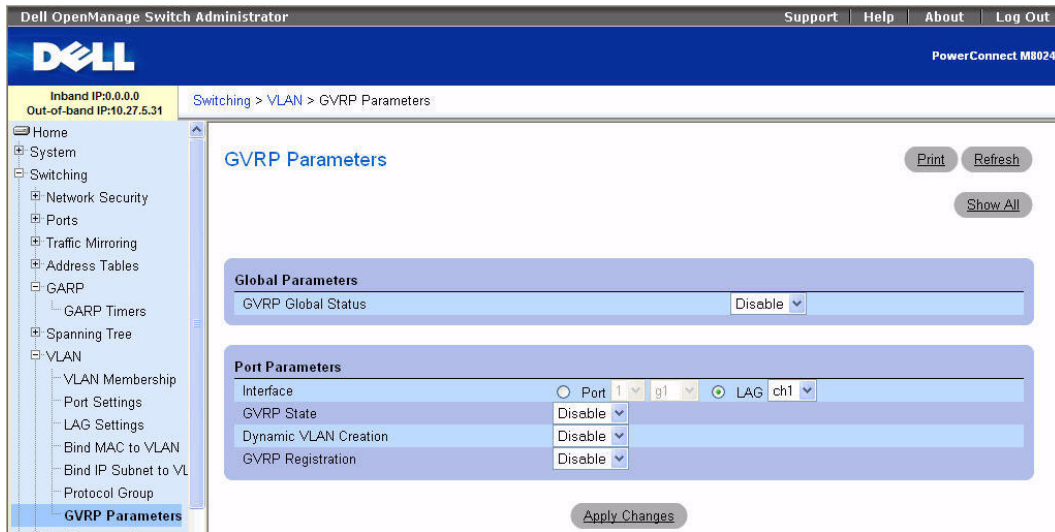 Dell OpenManage Switch Administrator Support Help About Log Out
DELL
PowerConnect M8024
Inband IP:0.0.0.0
Out-of-band IP:10.27.5.31
Switching > VLAN > GVRP Parameters
Home
System
Switching
Network Security
Ports
Traffic Mirroring
Address Tables
GARP
GARP Timers
Spanning Tree
VLAN
VLAN Membership
Port Settings
LAG Settings
Bind MAC to VLAN
Bind IP Subnet to VL
Protocol Group
GVRP Parameters
GVRP Parameters
Print Refresh
Show All
Global Parameters
GVRP Global Status Disable
Port Parameters
Interface Port 1 g1 LAG ch1
GVRP State Disable
Dynamic VLAN Creation Disable
GVRP Registration Disable
Apply Changes